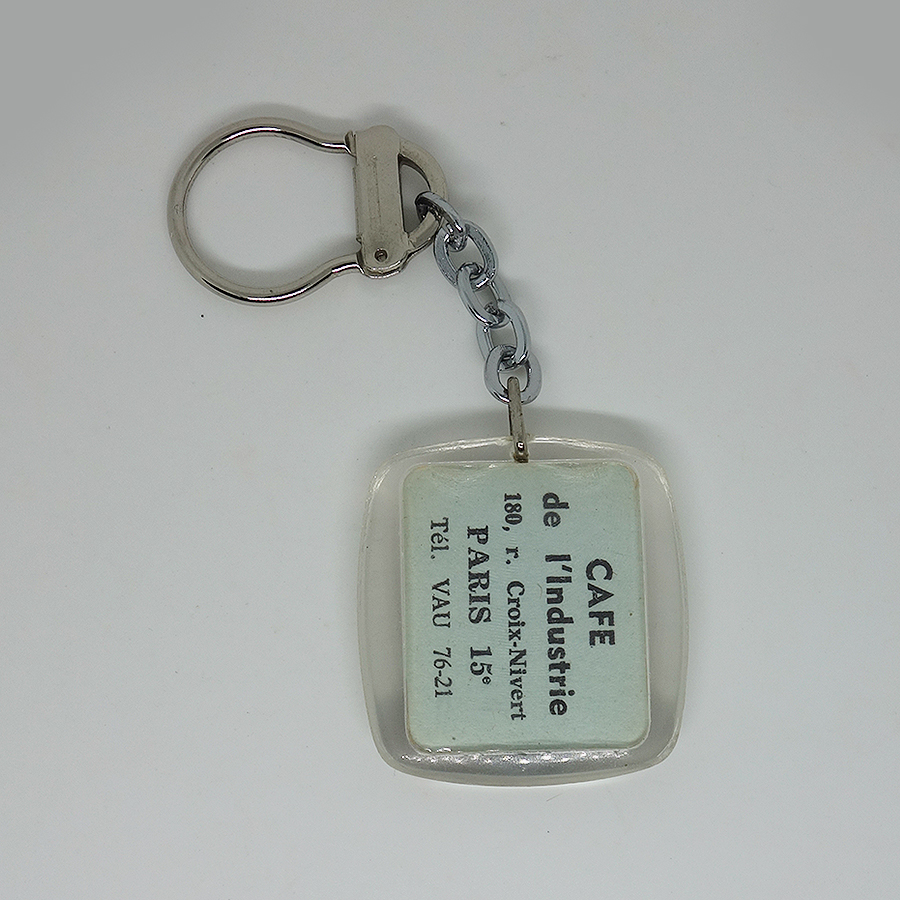 CAFE
de l'Industrie
180, r. Croix-Nivert
PARIS 15e
Tél. VAU 76-21